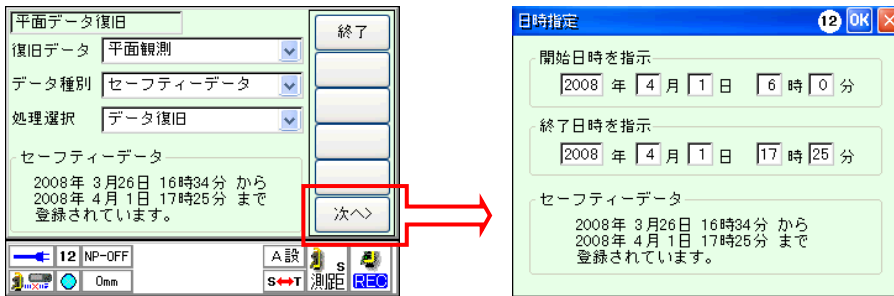 平面データ復旧
終了
復旧データ 平面観測
データ種別 セーフティーデータ
処理選択 データ復旧
セーフティーデータ
2008年 3月26日 16時34分 から
2008年 4月 1日 17時25分 まで
登録されています。
次へ>
12 NP-OFF A設 S 測距 REC
0mm S↔T
日時指定 12 OK ×
開始日時を指示
2008 年 4 月 1 日 6 時 0 分
終了日時を指示
2008 年 4 月 1 日 17 時 25 分
セーフティーデータ
2008年 3月26日 16時34分 から
2008年 4月 1日 17時25分 まで
登録されています。